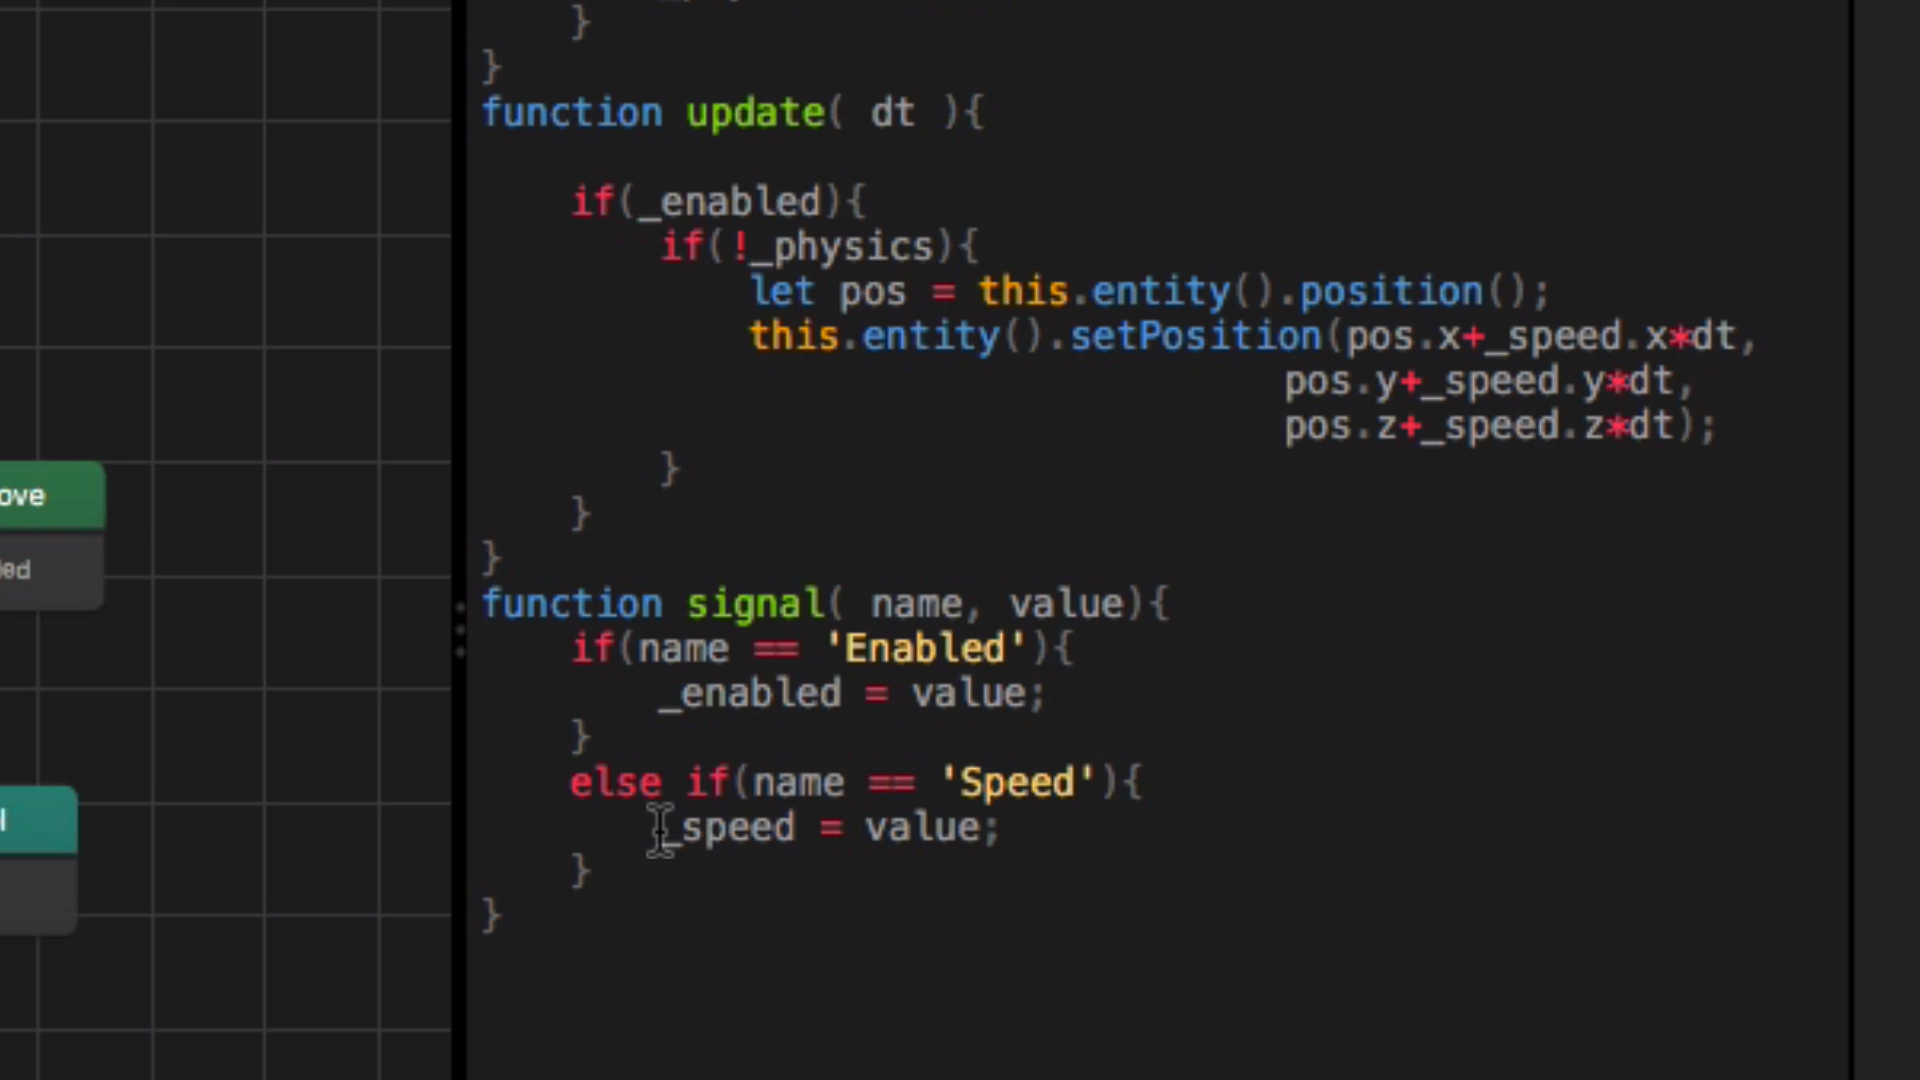 }
}
function update( dt ){
if(_enabled){
if(!_physics){
let pos = this.entity().position();
this.entity().setPosition(pos.x+_speed.x*dt,
pos.y+_speed.y*dt,
pos.z+_speed.z*dt);
}
}
}
function signal( name, value){
if(name == 'Enabled'){
_enabled = value;
}
else if(name == 'Speed'){
_speed = value;
}
}
ove
led
l